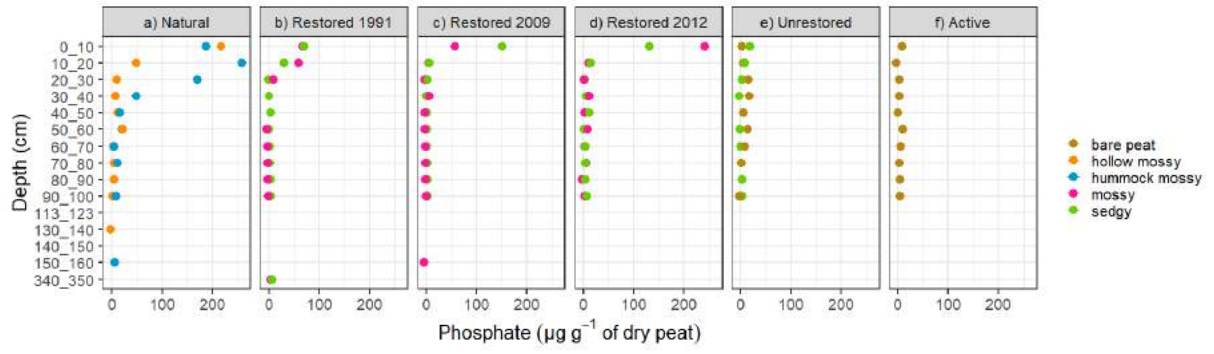 a) Natural b) Restored 1991 c) Restored 2009 d) Restored 2012 e) Unrestored f) Active
Depth (cm)
0_10
10_20
20_30
30_40
40_50
50_60
60_70
70_80
80_90
90_100
113_123
130_140
140_150
150_160
340_350
0 100 200 0 100 200 0 100 200 0 100 200 0 100 200 0 100 200
Phosphate (µg g⁻¹ of dry peat)
bare peat
hollow mossy
hummock mossy
mossy
sedgy